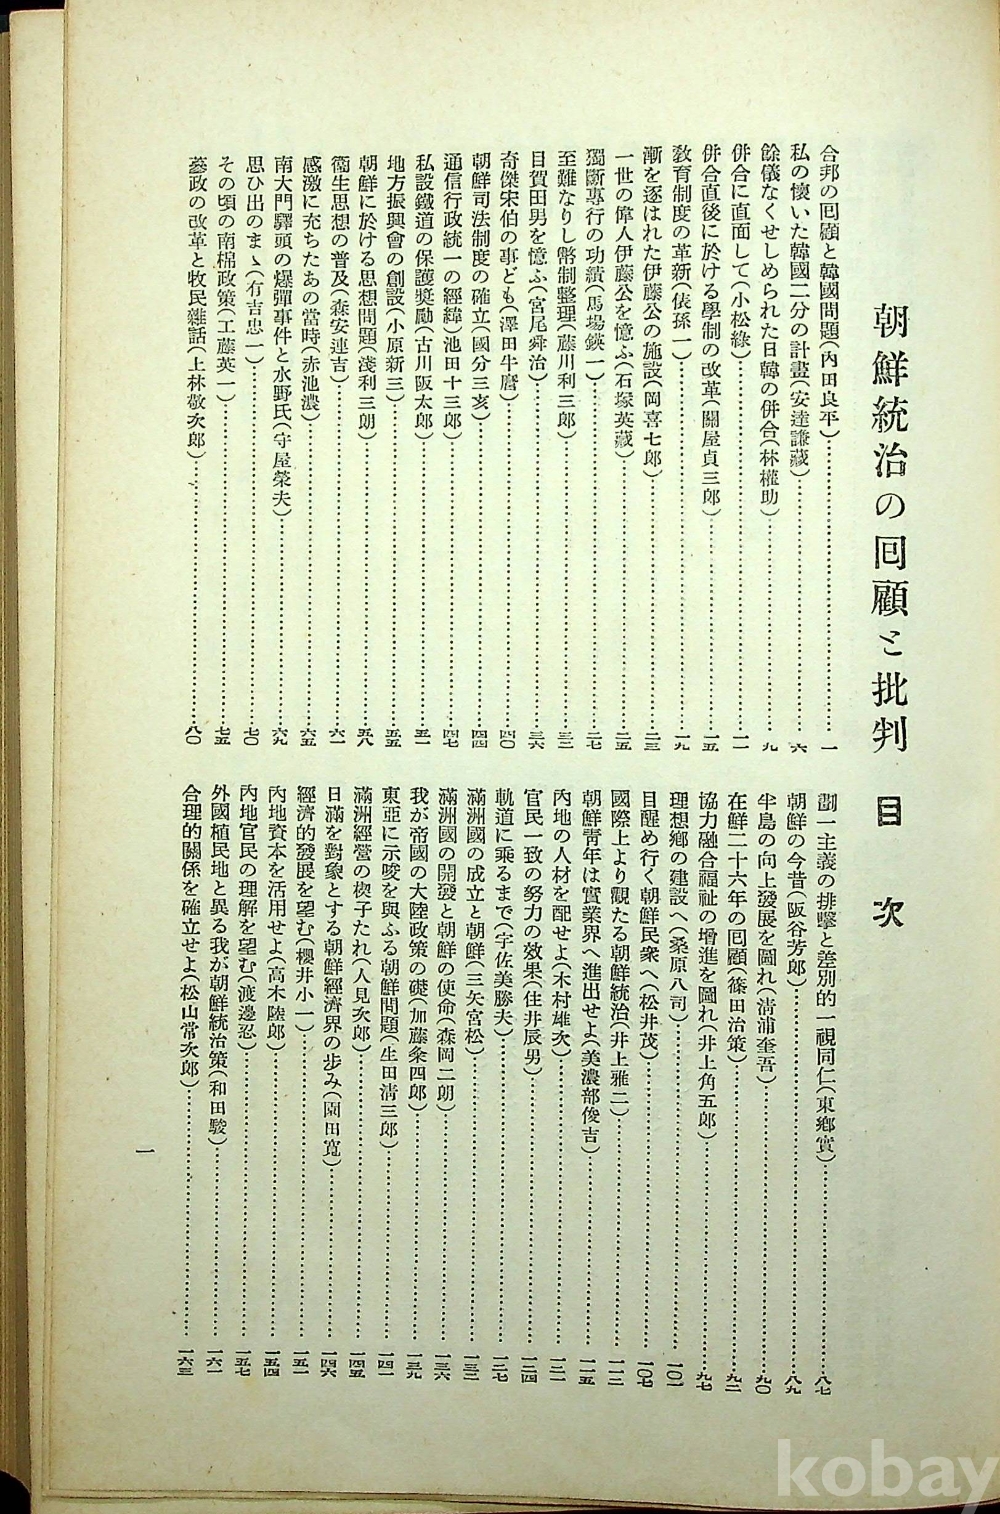 朝鮮統治の囘顧と批判　目次
合邦の囘顧と韓國問題(內田良平)……一
私の懷いた韓國二分の計畫(安達謙藏)……六
餘儀なくせしめられた日韓の併合(林權助)……九
併合に直面して(小松綠)……一一
併合直後に於ける學制の改革(關屋貞三郞)……一五
敎育制度の革新(俵孫一)……一九
漸を逐はれた伊藤公の施設(岡喜七郞)……二三
一世の偉人伊藤公を憶ふ(石塚英藏)……二五
獨斷專行の功績(馬場鍈一)……二七
至難なりし幣制整理(藤川利三郞)……三二
目賀田男を憶ふ(宮尾舜治)……三六
奇傑宋伯の事ども(澤田牛麿)……四〇
朝鮮司法制度の確立(國分三亥)……四四
通信行政統一の經緯(池田十三郞)……四七
私設鐵道の保護奬勵(古川阪太郞)……五一
地方振興會の創設(小原新三)……五五
朝鮮に於ける思想問題(淺利三朗)……五八
衞生思想の普及(森安連吉)……六一
感激に充ちたあの當時(赤池濃)……六五
南大門驛頭の爆彈事件と水野氏(守屋榮夫)……六九
思ひ出のまゝ(有吉忠一)……七〇
その頃の南棉政策(工藤英一)……七五
蔘政の改革と牧民雜話(上林敬次郞)……八〇
劃一主義の排擊と差別的一視同仁(東鄕實)……八七
朝鮮の今昔(阪谷芳郞)……八九
半島の向上發展を圖れ(淸浦奎吾)……九〇
在鮮二十六年の囘顧(篠田治策)……九二
協力融合福祉の增進を圖れ(井上角五郞)……九七
理想鄕の建設へ(桑原八司)……一〇一
目醒め行く朝鮮民衆へ(松井茂)……一〇七
國際上より觀たる朝鮮統治(井上雅二)……一一二
朝鮮靑年は實業界へ進出せよ(美濃部俊吉)……一一五
內地の人材を配せよ(木村雄次)……一二一
官民一致の努力の效果(住井辰男)……一二四
軌道に乘るまで(宇佐美勝夫)……一二七
滿洲國の成立と朝鮮(三矢宮松)……一三二
滿洲國の開發と朝鮮の使命(森岡二朗)……一三六
我が帝國の大陸政策の礎(加藤粂四郞)……一三九
東亞に示唆を與ふる朝鮮問題(生田淸三郞)……一四一
滿洲經營の楔子たれ(人見次郞)……一四五
日滿を對象とする朝鮮經濟界の步み(園田寬)……一四六
經濟的發展を望む(櫻井小一)……一五一
內地資本を活用せよ(高木陸郞)……一五四
內地官民の理解を望む(渡邊忍)……一五七
外國植民地と異る我が朝鮮統治策(和田駿)……一六一
合理的關係を確立せよ(松山常次郞)……一六三
一
kobay